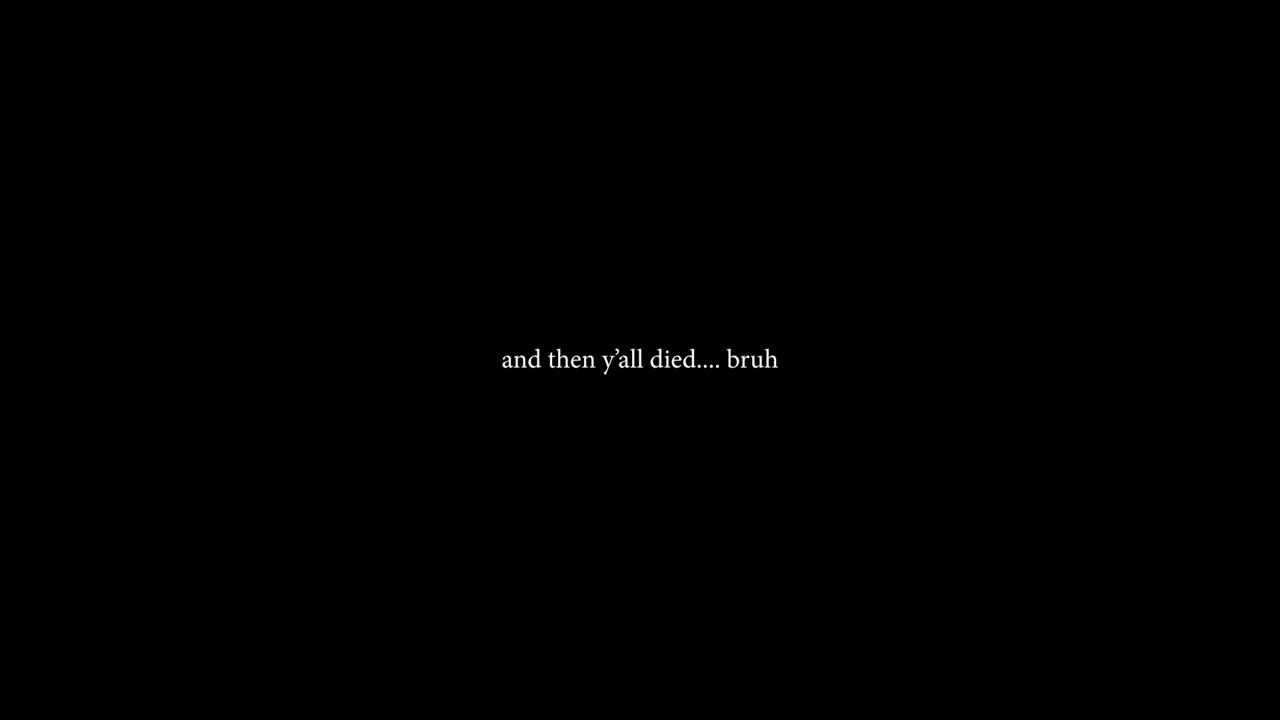 and then y’all died.... bruh